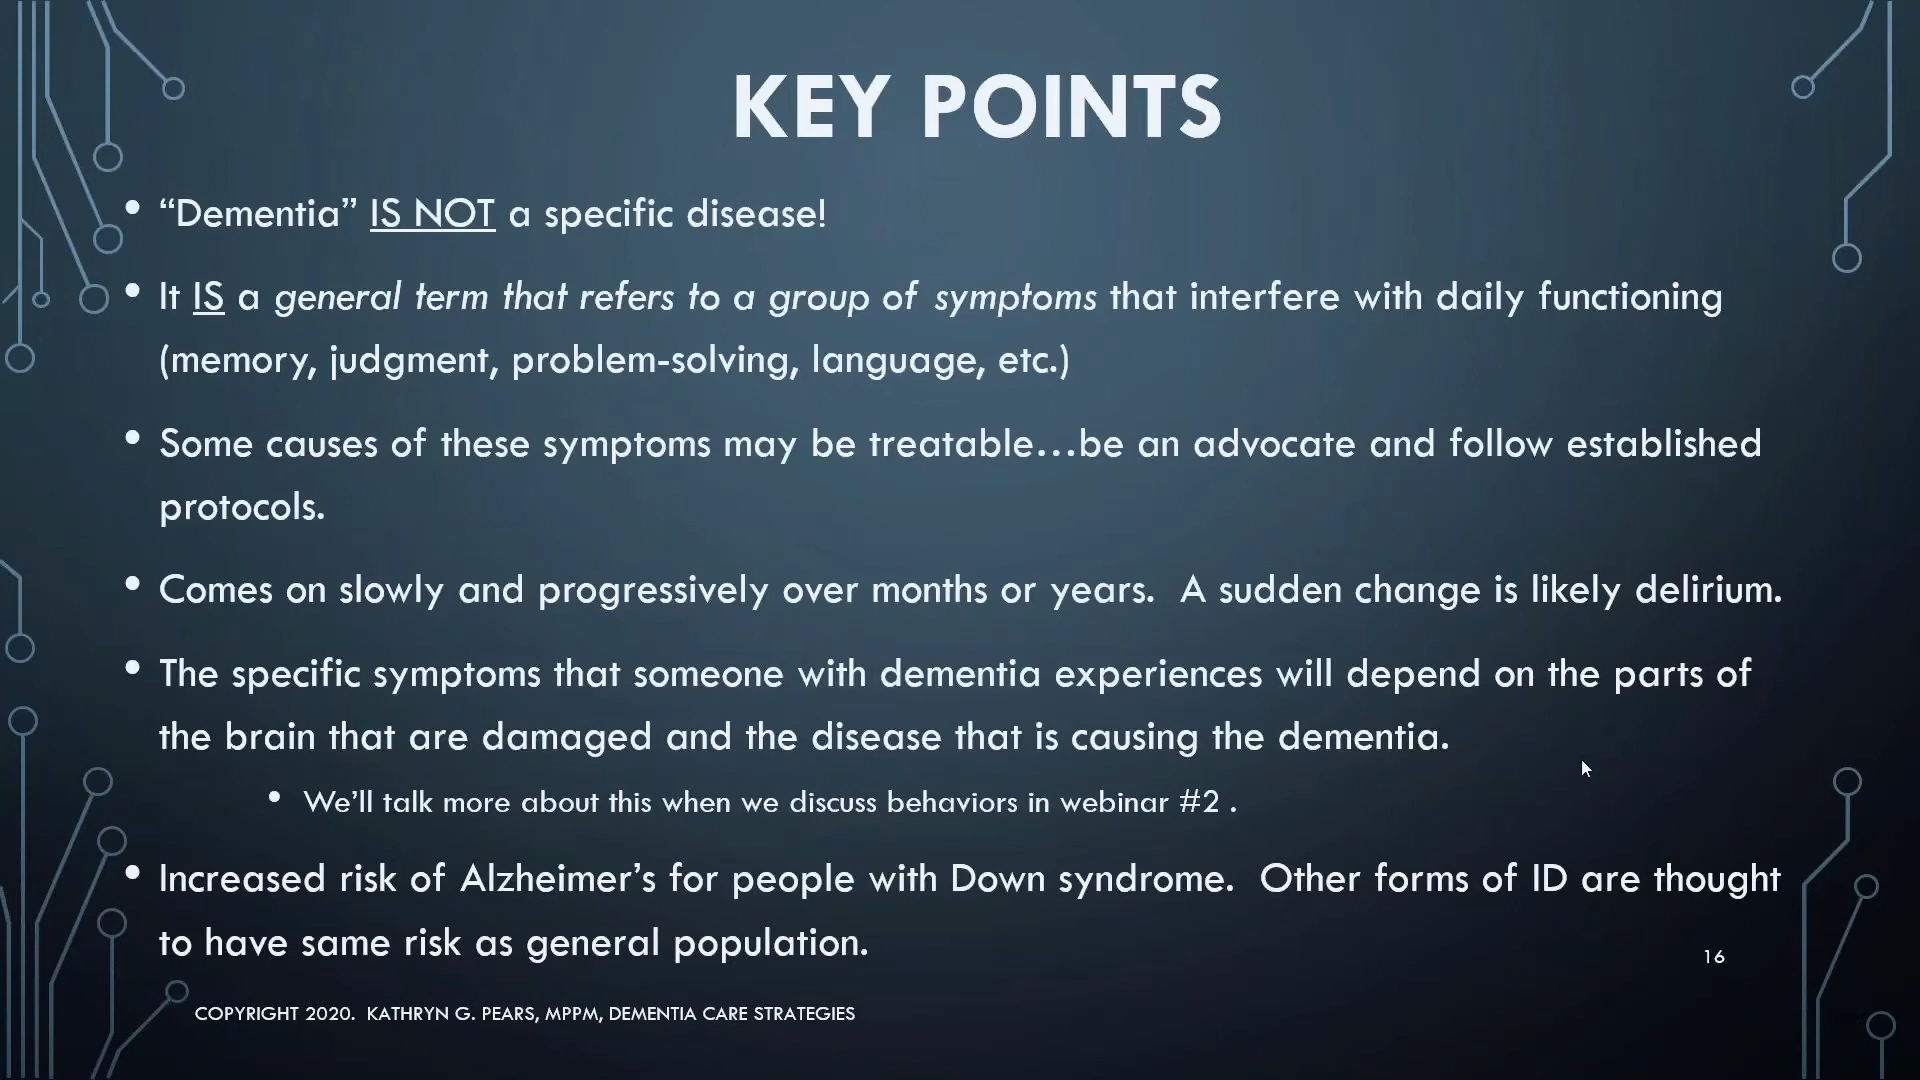 KEY POINTS
• “Dementia” IS NOT a specific disease!
• It IS a general term that refers to a group of symptoms that interfere with daily functioning
(memory, judgment, problem-solving, language, etc.)
• Some causes of these symptoms may be treatable…be an advocate and follow established
protocols.
• Comes on slowly and progressively over months or years.  A sudden change is likely delirium.
• The specific symptoms that someone with dementia experiences will depend on the parts of
the brain that are damaged and the disease that is causing the dementia.
• We’ll talk more about this when we discuss behaviors in webinar #2 .
• Increased risk of Alzheimer’s for people with Down syndrome.  Other forms of ID are thought
to have same risk as general population.
16
COPYRIGHT 2020.  KATHRYN G. PEARS, MPPM, DEMENTIA CARE STRATEGIES